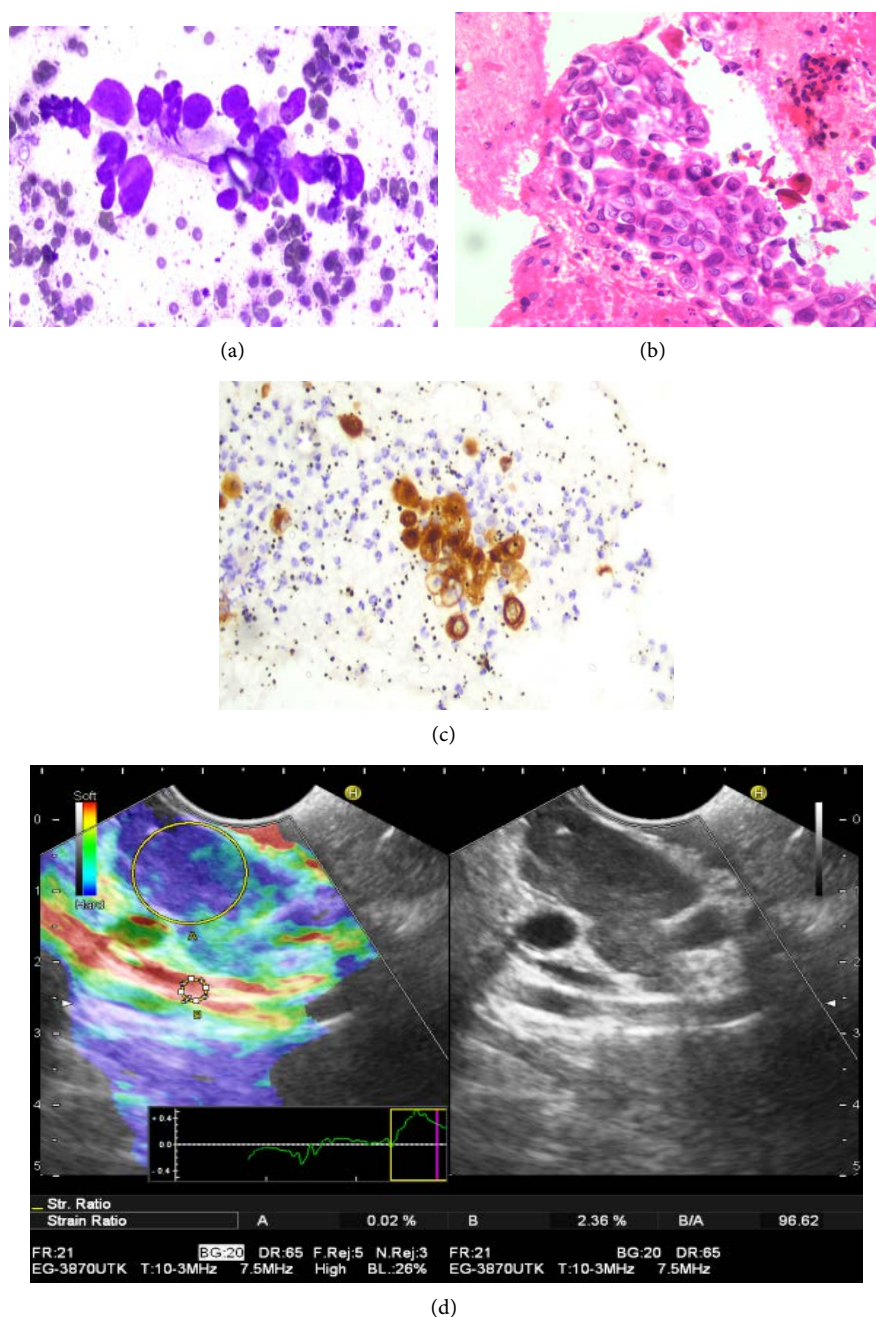 (a)
(b)
(c)
H
H
Soft
Hard
0
1
2
3
4
5
A
B
+ 0.4
0.0
- 0.4
0
1
2
3
4
5
Str. Ratio
Strain Ratio A 0.02 % B 2.36 % B/A 96.62
FR:21 BG:20 DR:65 F.Rej:5 N.Rej:3 FR:21 BG:20 DR:65
EG-3870UTK T:10-3MHz 7.5MHz High BL.:26% EG-3870UTK T:10-3MHz 7.5MHz
(d)